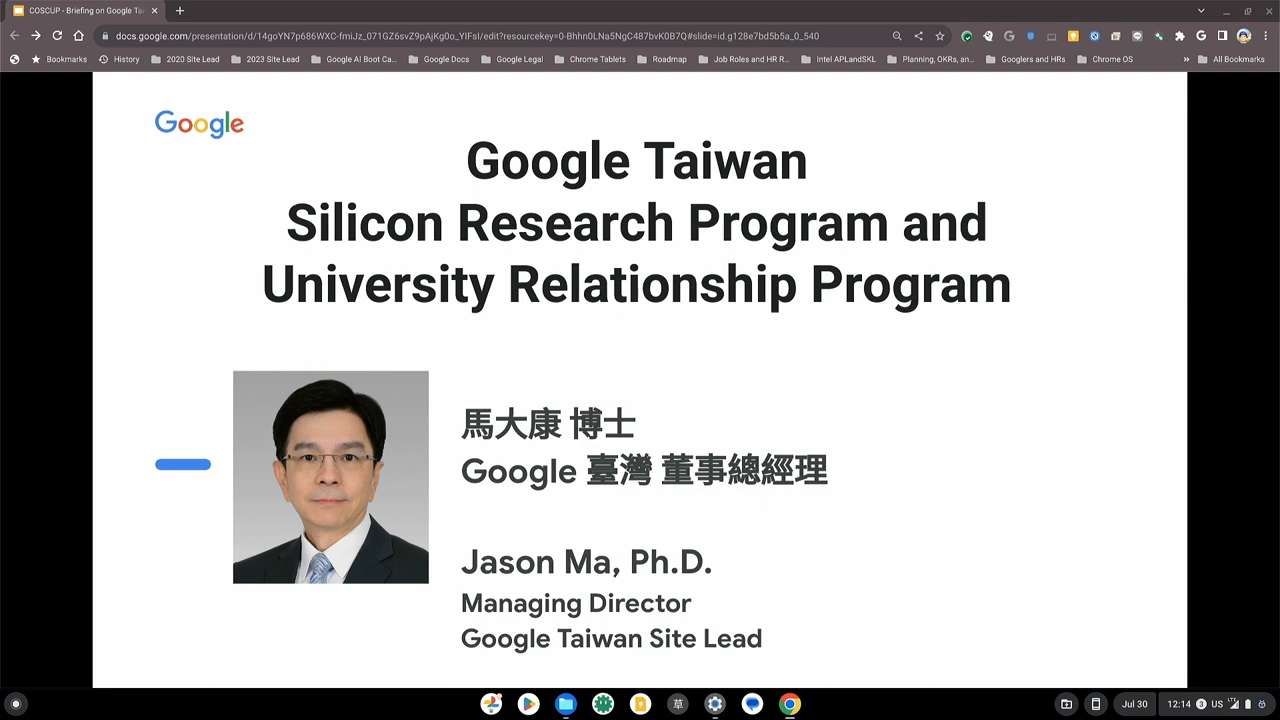 COSCUP - Briefing on Google Tai
docs.google.com/presentation/d/14goYN7p686WXC-fmiJz_071GZ6svZ9pAjKg0o_YIFsI/edit?resourcekey=0-Bhhn0LNa5NgC487bvK0B7Q#slide=id.g128e7bd5b5a_0_540
Bookmarks History 2020 Site Lead 2023 Site Lead Google AI Boot Ca... Google Docs Google Legal Chrome Tablets Roadmap Job Roles and HR R... Intel APLandSKL Planning, OKRs, an... Googlers and HRs Chrome OS » All Bookmarks
Google
Google Taiwan
Silicon Research Program and
University Relationship Program
馬大康 博士
Google 臺灣 董事總經理
Jason Ma, Ph.D.
Managing Director
Google Taiwan Site Lead
草 Jul 30 12:14 3 US LTE